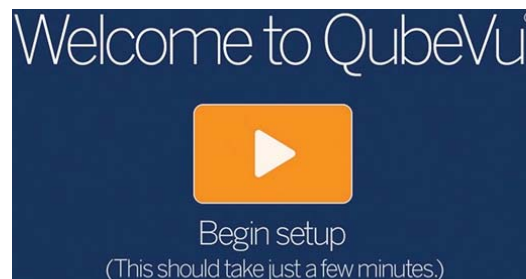 Welcome to QubeVu
Begin setup
(This should take just a few minutes.)